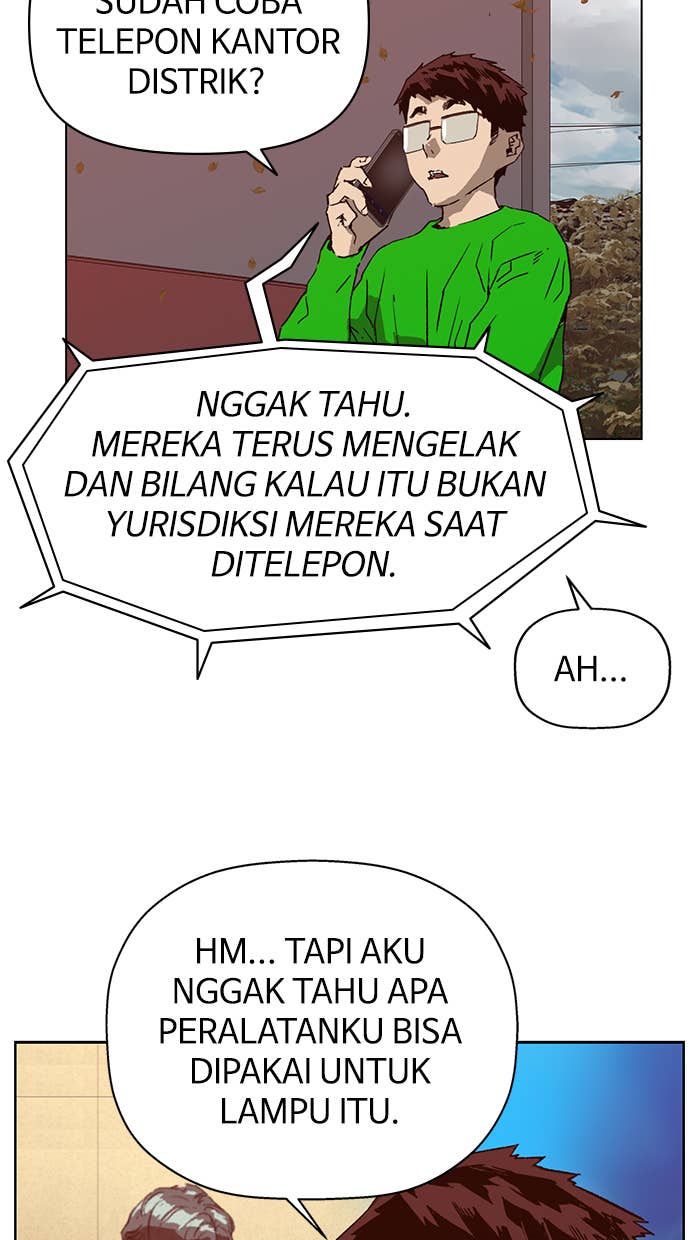 SUDAH COBA
TELEPON KANTOR
DISTRIK?
NGGAK TAHU.
MEREKA TERUS MENGELAK
DAN BILANG KALAU ITU BUKAN
YURISDIKSI MEREKA SAAT
DITELEPON.
AH...
HM... TAPI AKU
NGGAK TAHU APA
PERALATANKU BISA
DIPAKAI UNTUK
LAMPU ITU.